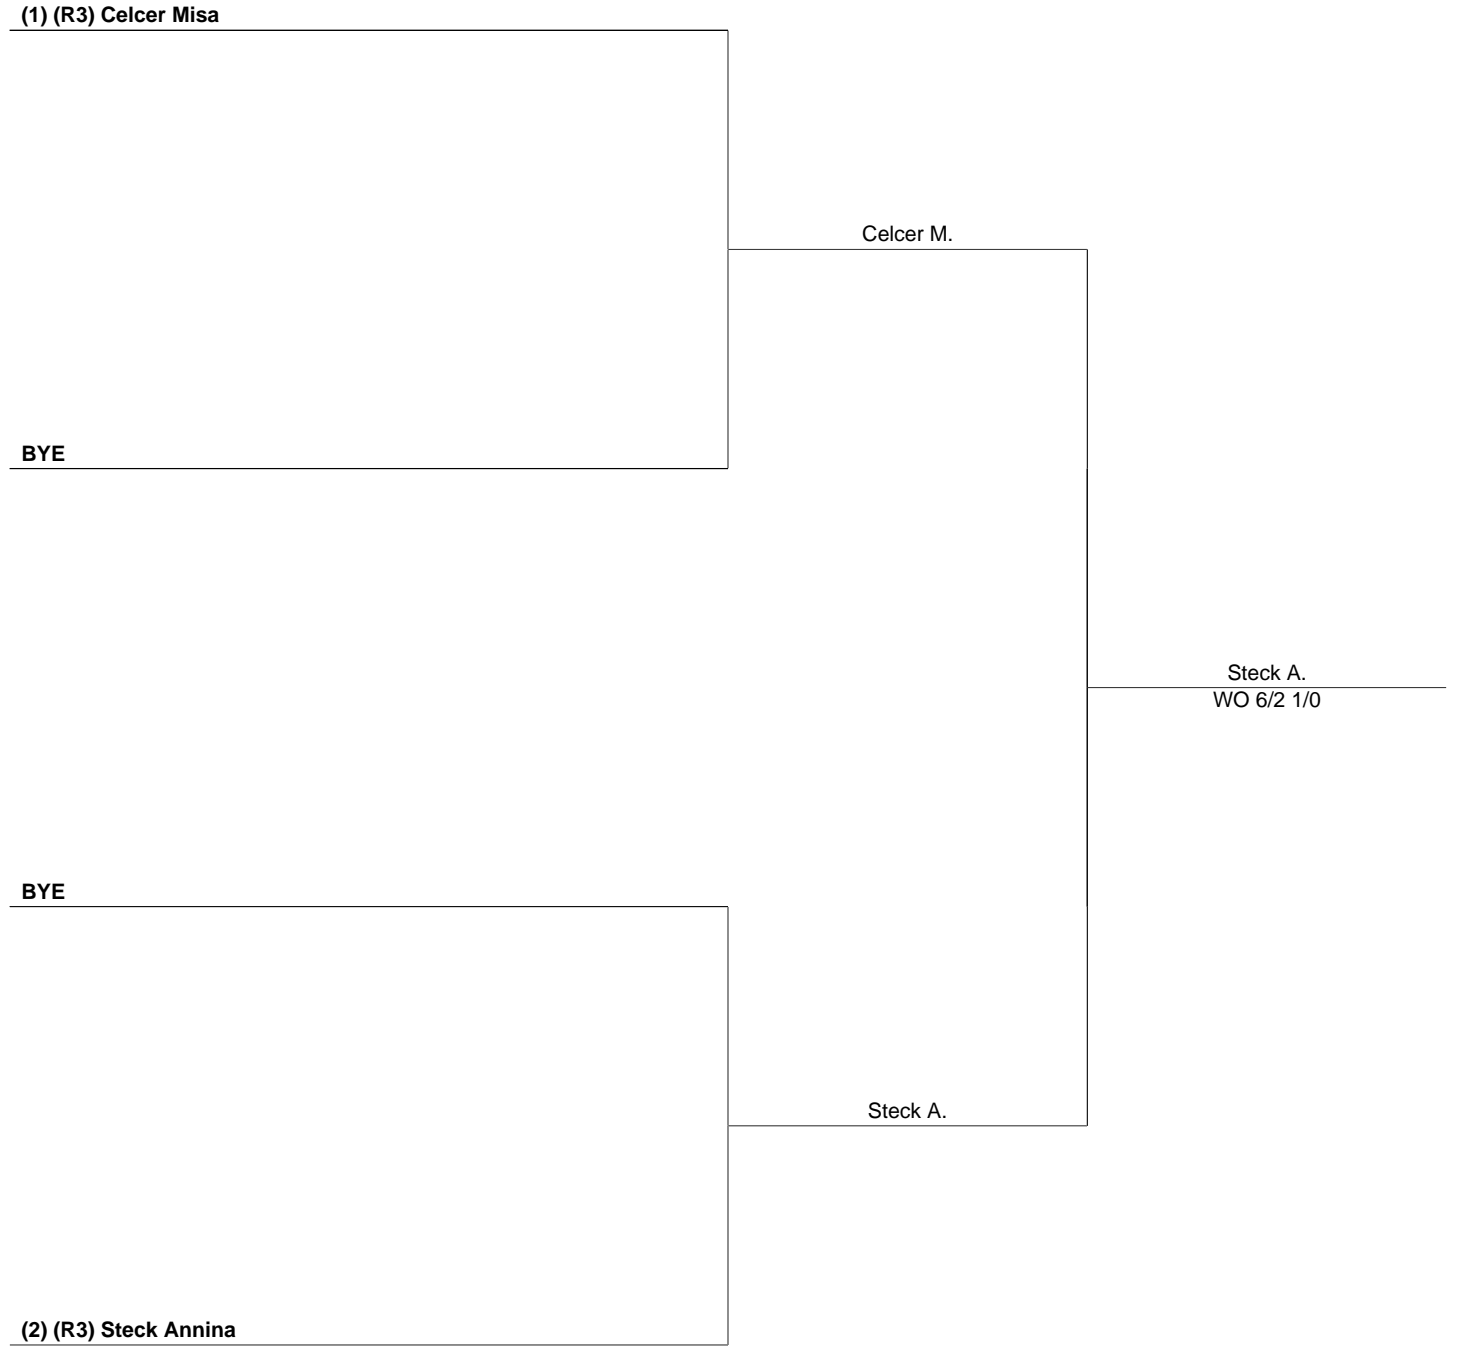 (1) (R3) Celcer Misa
Celcer M.
BYE
Steck A.
WO 6/2 1/0
BYE
Steck A.
(2) (R3) Steck Annina